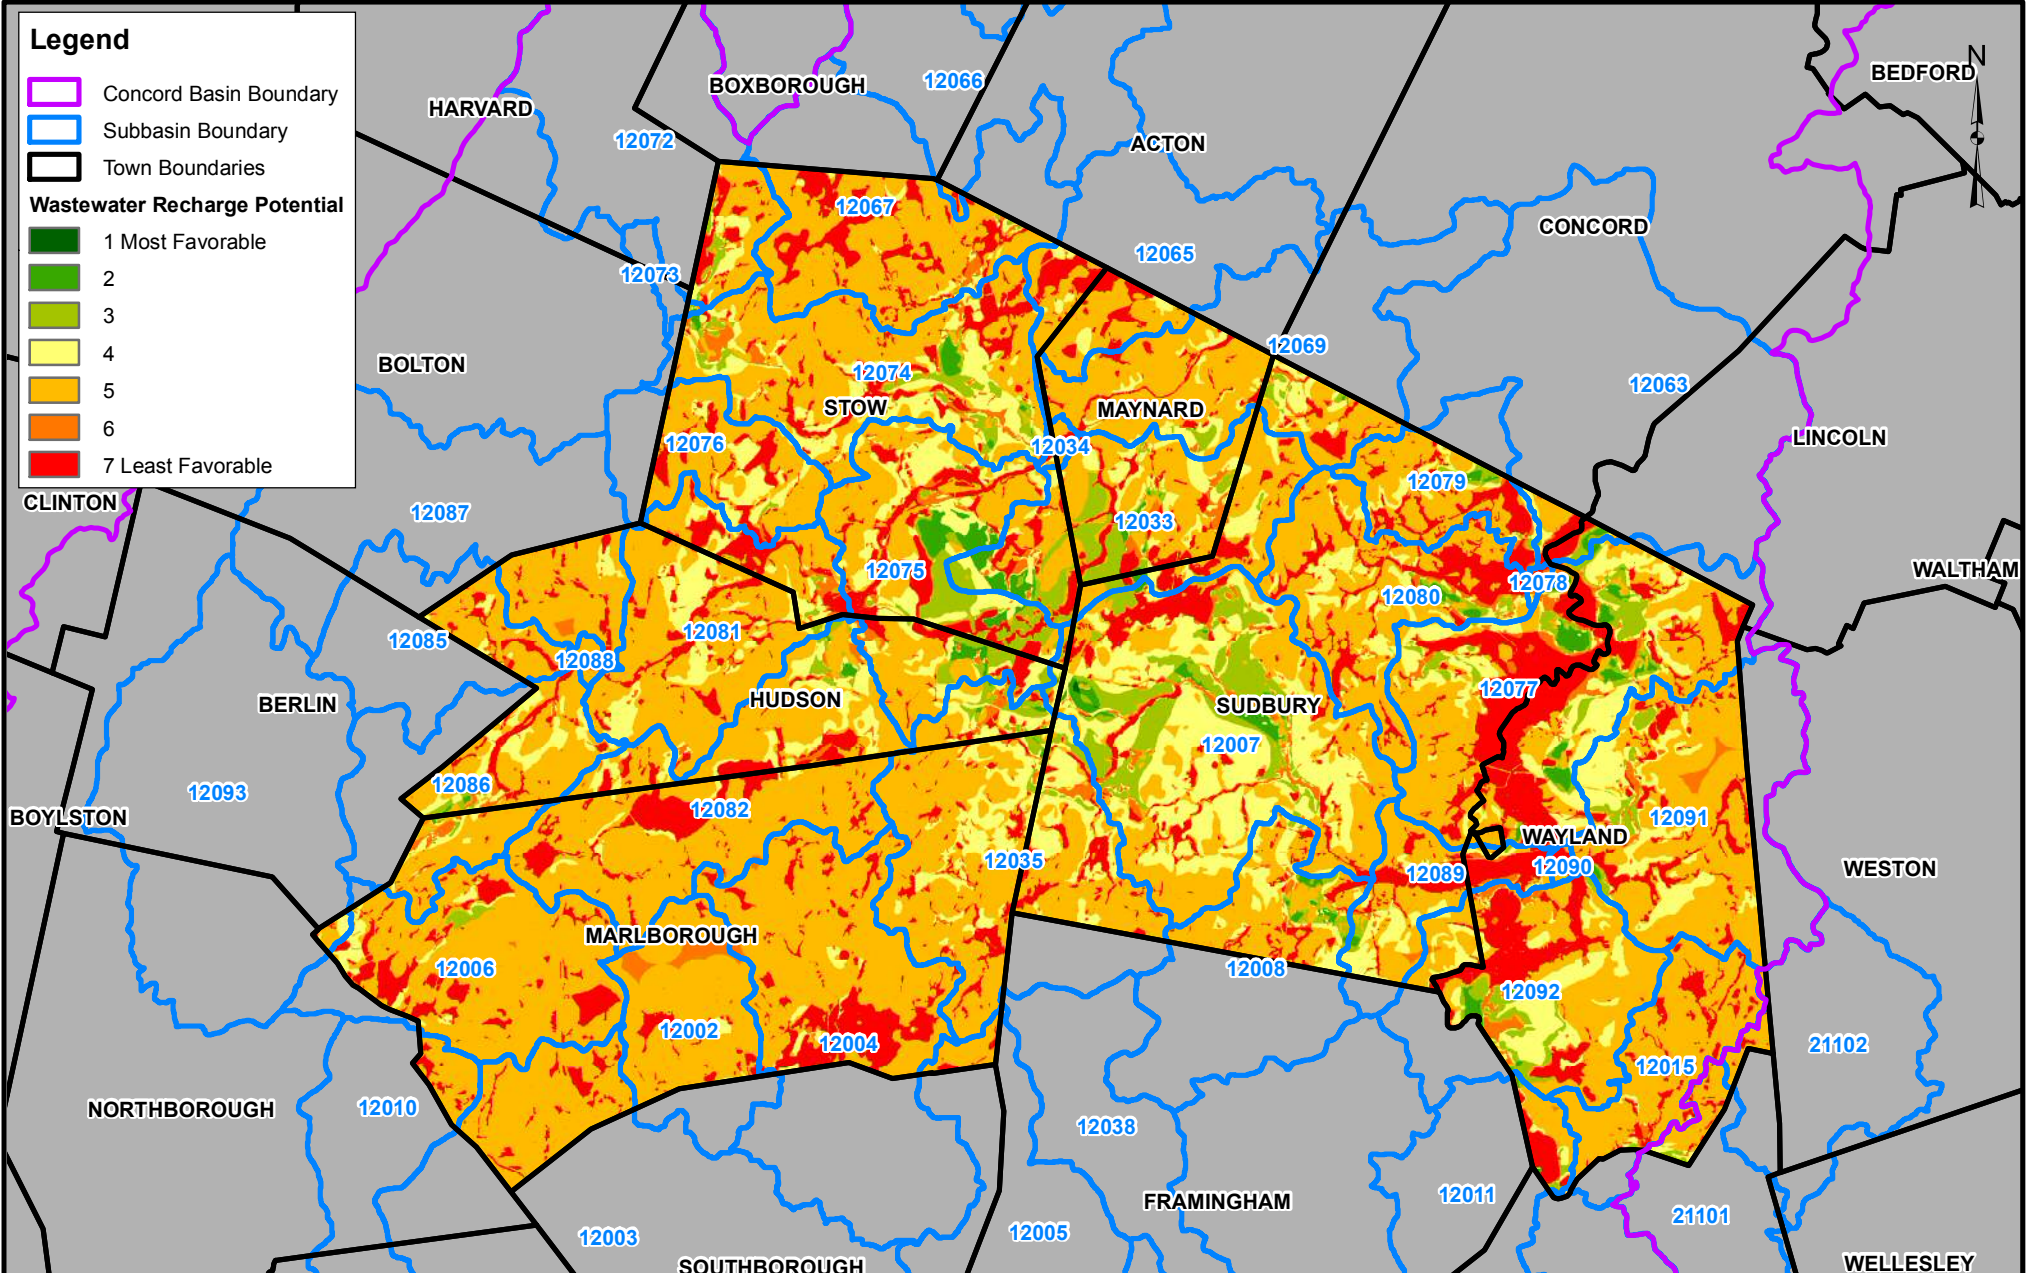 Legend
Concord Basin Boundary
Subbasin Boundary
Town Boundaries
Wastewater Recharge Potential
1 Most Favorable
2
3
4
5
6
7 Least Favorable
N
BEDFORD
BOXBOROUGH
12066
HARVARD
12072
ACTON
12067
CONCORD
12065
12073
12069
BOLTON
12074
12063
STOW
MAYNARD
LINCOLN
12076
12034
12079
CLINTON
12087
12033
12075
WALTHAM
12078
12080
12081
12085
12088
BERLIN
HUDSON
12077
SUDBURY
12007
12086
12093
12082
BOYLSTON
12091
WAYLAND
12035
12090
12089
WESTON
MARLBOROUGH
12006
12008
12092
12002
12004
21102
12015
NORTHBOROUGH
12010
12038
12011
FRAMINGHAM
21101
12003
12005
SOUTHBOROUGH
WELLESLEY